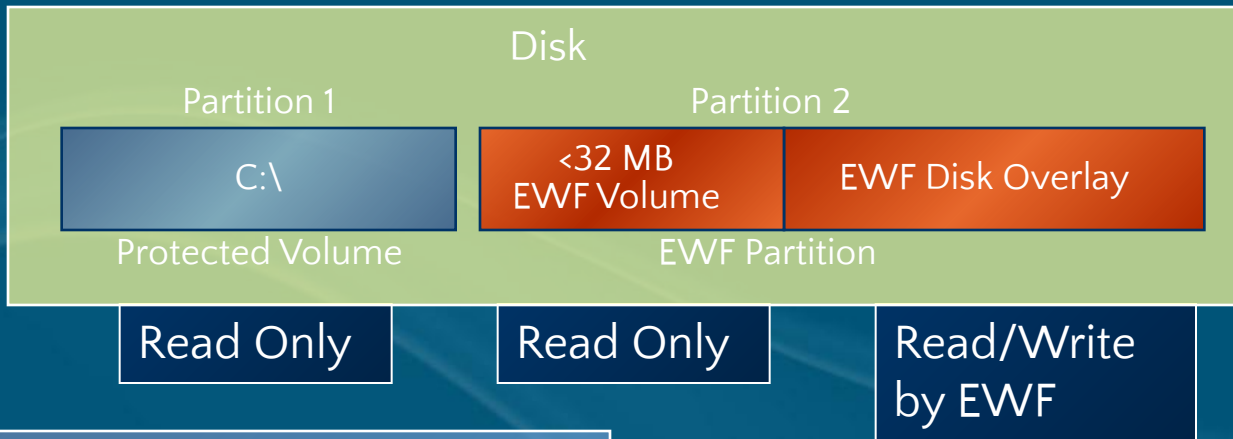 Disk
Partition 1
Partition 2
C:\
<32 MB
EWF Volume
EWF Disk Overlay
Protected Volume
EWF Partition
Read Only
Read Only
Read/Write
by EWF